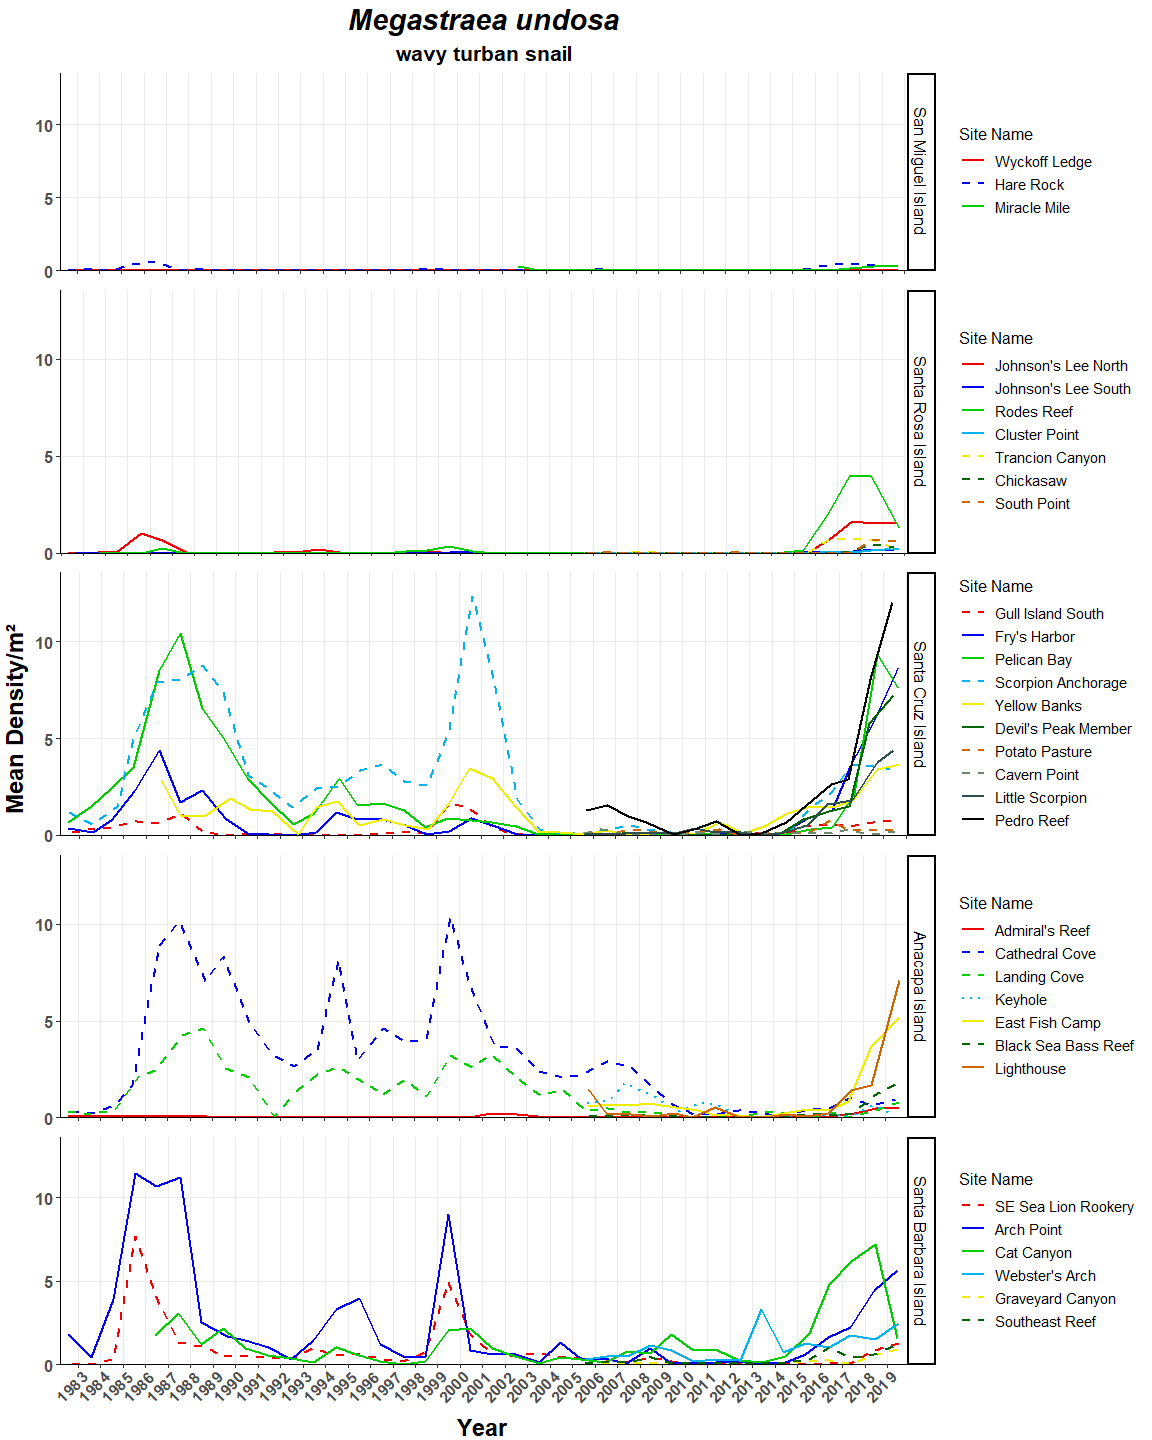 Megastraea undosa
wavy turban snail
Mean Density/m²
10
5
0
San Miguel Island
Site Name
Wyckoff Ledge
Hare Rock
Miracle Mile
10
5
0
Santa Rosa Island
Site Name
Johnson's Lee North
Johnson's Lee South
Rodes Reef
Cluster Point
Trancion Canyon
Chickasaw
South Point
10
5
0
Santa Cruz Island
Site Name
Gull Island South
Fry's Harbor
Pelican Bay
Scorpion Anchorage
Yellow Banks
Devil's Peak Member
Potato Pasture
Cavern Point
Little Scorpion
Pedro Reef
10
5
0
Anacapa Island
Site Name
Admiral's Reef
Cathedral Cove
Landing Cove
Keyhole
East Fish Camp
Black Sea Bass Reef
Lighthouse
10
5
0
Santa Barbara Island
Site Name
SE Sea Lion Rookery
Arch Point
Cat Canyon
Webster's Arch
Graveyard Canyon
Southeast Reef
1983 1984 1985 1986 1987 1988 1989 1990 1991 1992 1993 1994 1995 1996 1997 1998 1999 2000 2001 2002 2003 2004 2005 2006 2007 2008 2009 2010 2011 2012 2013 2014 2015 2016 2017 2018 2019
Year